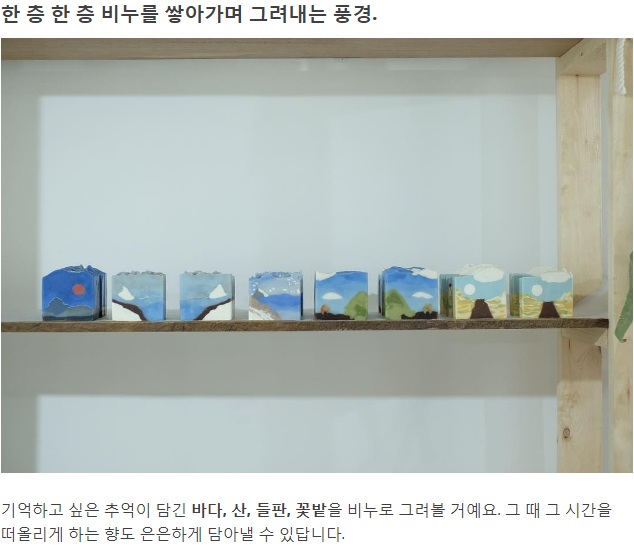 한 층 한 층 비누를 쌓아가며 그려내는 풍경.
기억하고 싶은 추억이 담긴 바다, 산, 들판, 꽃밭을 비누로 그려볼 거예요. 그 때 그 시간을
떠올리게 하는 향도 은은하게 담아낼 수 있답니다.